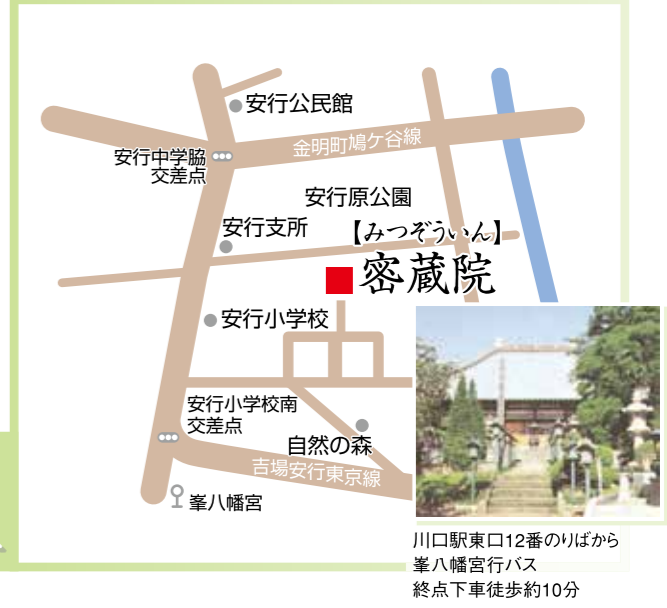 安行公民館
金明町鳩ケ谷線
安行中学脇
交差点
安行原公園
安行支所
【みつぞういん】
密蔵院
安行小学校
安行小学校南
交差点
自然の森
吉場安行東京線
峯八幡宮
川口駅東口12番のりばから
峯八幡宮行バス
終点下車徒歩約10分